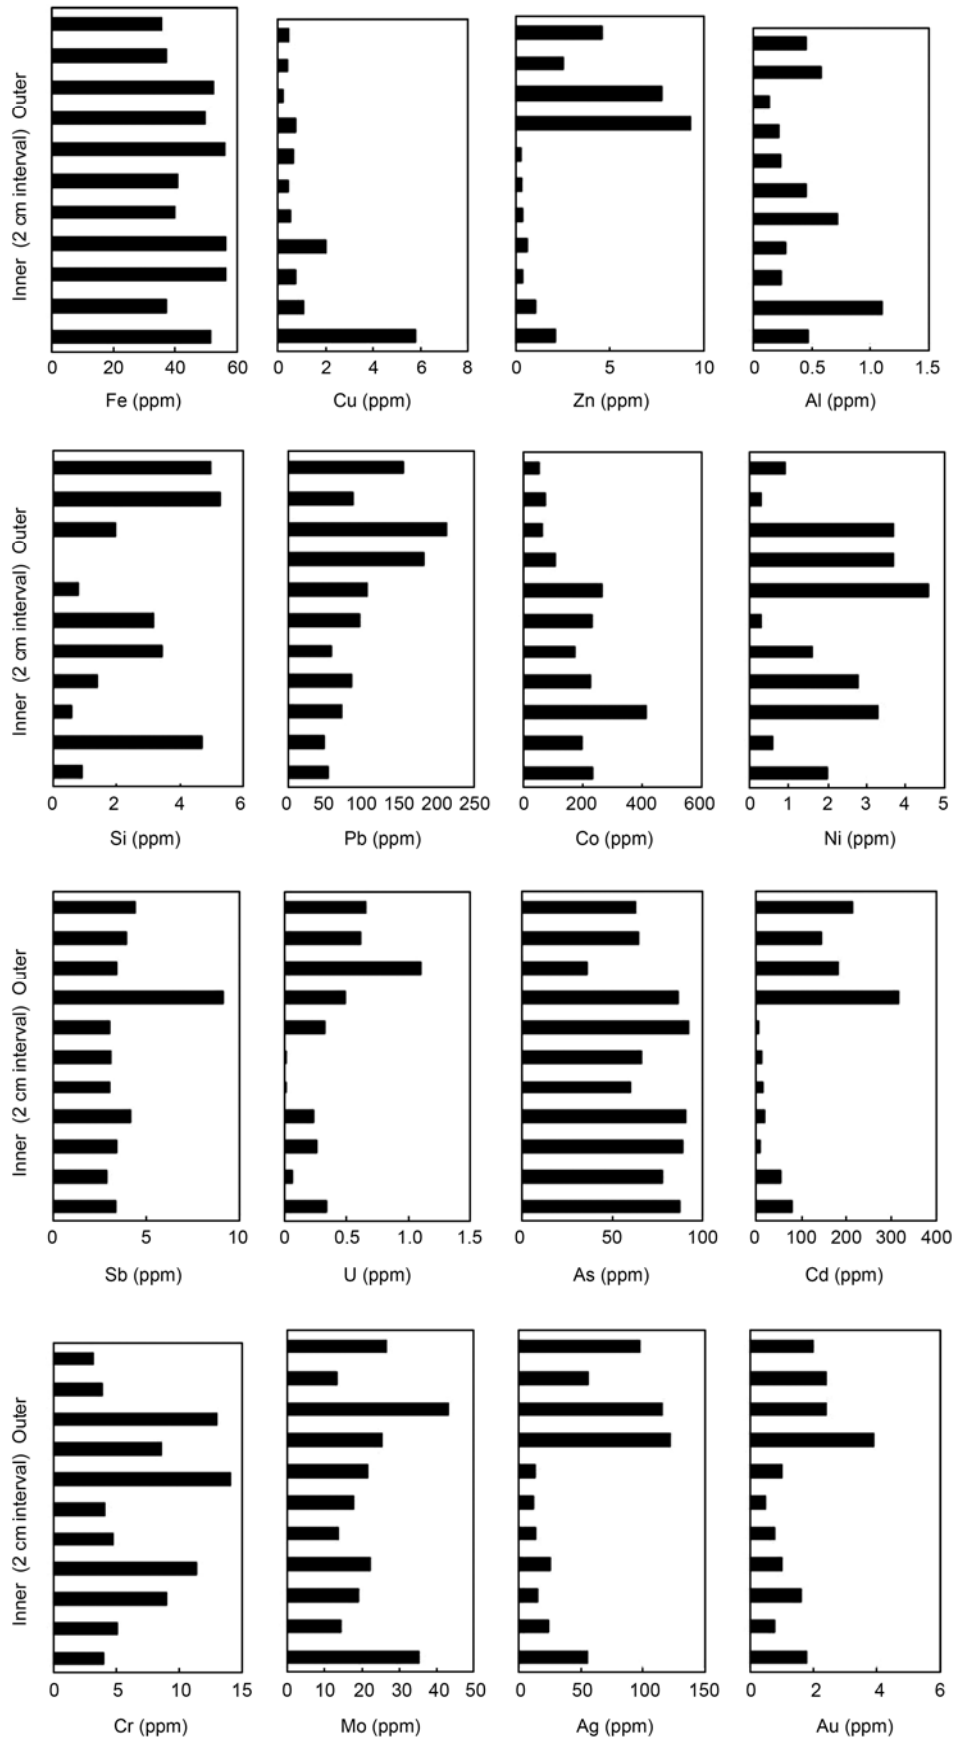 Inner (2 cm interval) Outer
0 20 40 60
0 2 4 6 8
0 5 10
0 0.5 1.0 1.5
Fe (ppm)
Cu (ppm)
Zn (ppm)
Al (ppm)
Inner (2 cm interval) Outer
0 2 4 6
0 50 100 150 200 250
0 200 400 600
0 1 2 3 4 5
Si (ppm)
Pb (ppm)
Co (ppm)
Ni (ppm)
Inner (2 cm interval) Outer
0 5 10
0 0.5 1.0 1.5
0 50 100
0 100 200 300 400
Sb (ppm)
U (ppm)
As (ppm)
Cd (ppm)
Inner (2 cm interval) Outer
0 5 10 15
0 10 20 30 40 50
0 50 100 150
0 2 4 6
Cr (ppm)
Mo (ppm)
Ag (ppm)
Au (ppm)